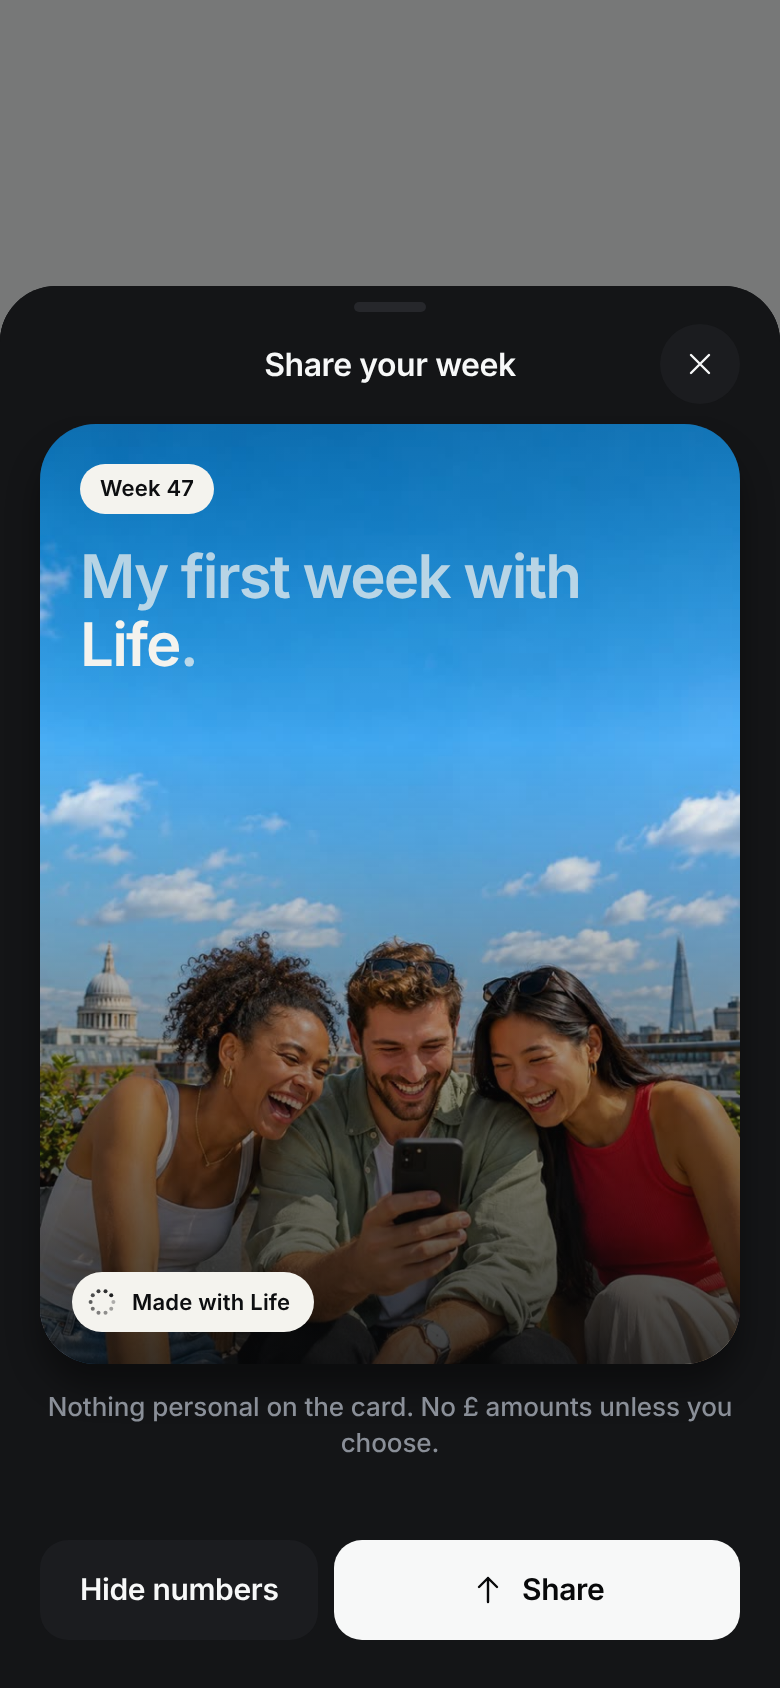 Share your week
Week 47
My first week with
Life.
Made with Life
Nothing personal on the card. No £ amounts unless you
choose.
Hide numbers
Share